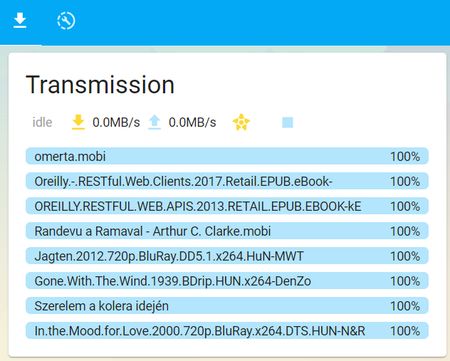 Transmission
idle 0.0MB/s 0.0MB/s
omerta.mobi 100%
Oreilly.-.RESTful.Web.Clients.2017.Retail.EPUB.eBook- 100%
OREILLY.RESTFUL.WEB.APIS.2013.RETAIL.EPUB.EBOOK-kE 100%
Randevu a Ramaval - Arthur C. Clarke.mobi 100%
Jagten.2012.720p.BluRay.DD5.1.x264.HuN-MWT 100%
Gone.With.The.Wind.1939.BDrip.HUN.x264-DenZo 100%
Szerelem a kolera idején 100%
In.the.Mood.for.Love.2000.720p.BluRay.x264.DTS.HUN-N&R 100%